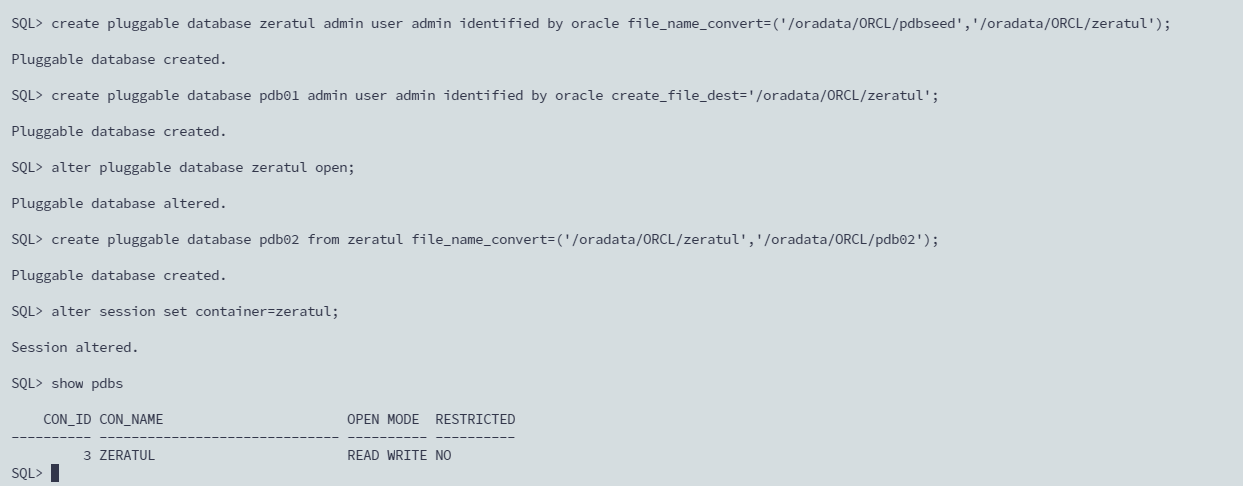 SQL> create pluggable database zeratul admin user admin identified by oracle file_name_convert=('/oradata/ORCL/pdbseed','/oradata/ORCL/zeratul');
Pluggable database created.
SQL> create pluggable database pdb01 admin user admin identified by oracle create_file_dest='/oradata/ORCL/zeratul';
Pluggable database created.
SQL> alter pluggable database zeratul open;
Pluggable database altered.
SQL> create pluggable database pdb02 from zeratul file_name_convert=('/oradata/ORCL/zeratul','/oradata/ORCL/pdb02');
Pluggable database created.
SQL> alter session set container=zeratul;
Session altered.
SQL> show pdbs
    CON_ID CON_NAME                       OPEN MODE  RESTRICTED
---------- ------------------------------ ---------- ----------
         3 ZERATUL                        READ WRITE NO
SQL>